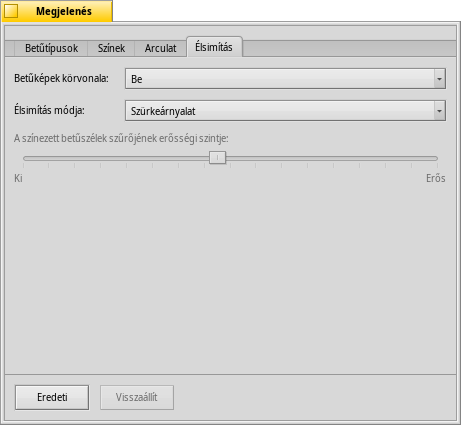 Megjelenés
Betűtípusok Színek Arculat Élsimítás
Betűképek körvonala: Be
Élsimítás módja: Szürkeárnyalat
A színezett betűszélek szűrőjének erősségi szintje:
Ki Erős
Eredeti Visszaállít